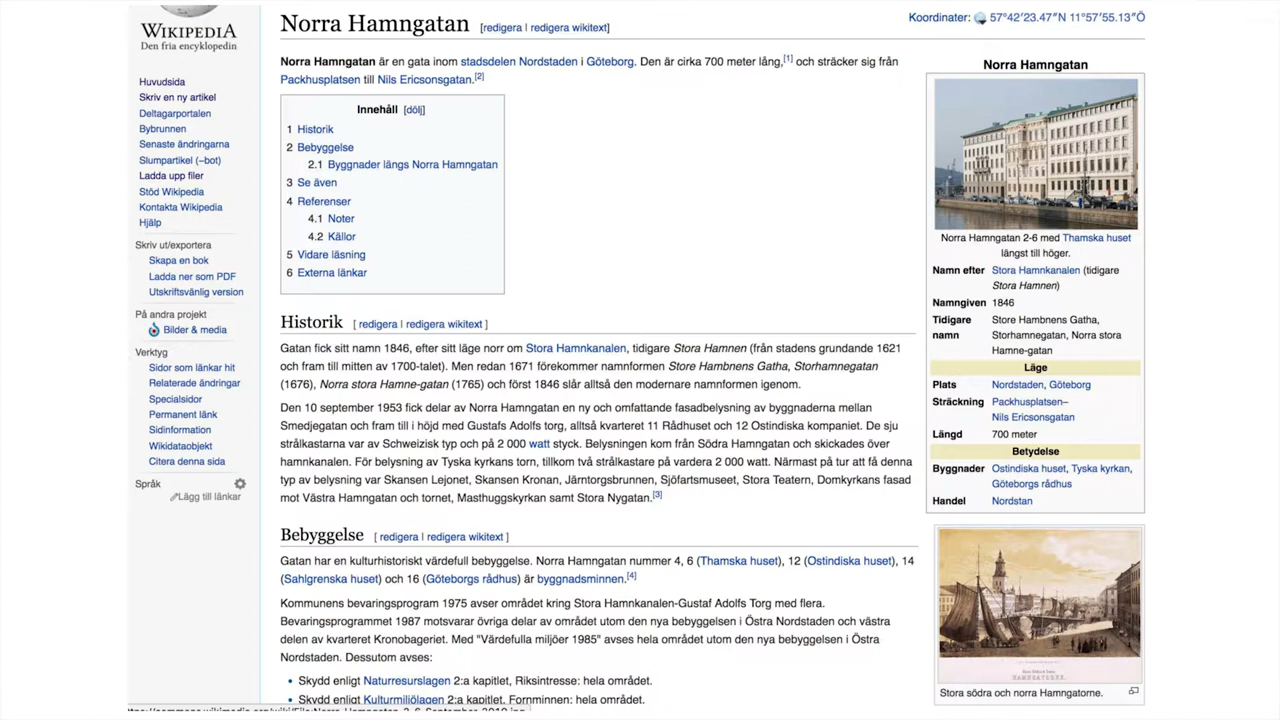 WIKIPEDIA
Den fria encyklopedin
Huvudsida
Skriv en ny artikel
Deltagarportalen
Bybrunnen
Senaste ändringarna
Slumpartikel (–bot)
Ladda upp filer
Stöd Wikipedia
Kontakta Wikipedia
Hjälp
Skriv ut/exportera
Skapa en bok
Ladda ner som PDF
Utskriftsvänlig version
På andra projekt
Bilder & media
Verktyg
Sidor som länkar hit
Relaterade ändringar
Specialsidor
Permanent länk
Sidinformation
Wikidataobjekt
Citera denna sida
Språk
Lägg till länkar
Norra Hamngatan [redigera | redigera wikitext]
Koordinater: 57°42′23.47″N 11°57′55.13″Ö
Norra Hamngatan är en gata inom stadsdelen Nordstaden i Göteborg. Den är cirka 700 meter lång,[1] och sträcker sig från
Packhusplatsen till Nils Ericsonsgatan.[2]
Innehåll [dölj]
1 Historik
2 Bebyggelse
2.1 Byggnader längs Norra Hamngatan
3 Se även
4 Referenser
4.1 Noter
4.2 Källor
5 Vidare läsning
6 Externa länkar
Historik [ redigera | redigera wikitext ]
Gatan fick sitt namn 1846, efter sitt läge norr om Stora Hamnkanalen, tidigare Stora Hamnen (från stadens grundande 1621
och fram till mitten av 1700-talet). Men redan 1671 förekommer namnformen Store Hambnens Gatha, Storhamnegatan
(1676), Norra stora Hamne-gatan (1765) och först 1846 slår alltså den modernare namnformen igenom.
Den 10 september 1953 fick delar av Norra Hamngatan en ny och omfattande fasadbelysning av byggnaderna mellan
Smedjegatan och fram till i höjd med Gustafs Adolfs torg, alltså kvarteret 11 Rådhuset och 12 Ostindiska kompaniet. De sju
strålkastarna var av Schweizisk typ och på 2 000 watt styck. Belysningen kom från Södra Hamngatan och skickades över
hamnkanalen. För belysning av Tyska kyrkans torn, tillkom två strålkastare på vardera 2 000 watt. Närmast på tur att få denna
typ av belysning var Skansen Lejonet, Skansen Kronan, Järntorgsbrunnen, Sjöfartsmuseet, Stora Teatern, Domkyrkans fasad
mot Västra Hamngatan och tornet, Masthuggskyrkan samt Stora Nygatan.[3]
Bebyggelse [ redigera | redigera wikitext ]
Gatan har en kulturhistoriskt värdefull bebyggelse. Norra Hamngatan nummer 4, 6 (Thamska huset), 12 (Ostindiska huset), 14
(Sahlgrenska huset) och 16 (Göteborgs rådhus) är byggnadsminnen.[4]
Kommunens bevaringsprogram 1975 avser området kring Stora Hamnkanalen-Gustaf Adolfs Torg med flera.
Bevaringsprogrammet 1987 motsvarar övriga delar av området utom den nya bebyggelsen i Östra Nordstaden och västra
delen av kvarteret Kronobageriet. Med "Värdefulla miljöer 1985" avses hela området utom den nya bebyggelsen i Östra
Nordstaden. Dessutom avses:
• Skydd enligt Naturresurslagen 2:a kapitlet, Riksintresse: hela området.
• Skydd enligt Kulturmiljölagen 2:a kapitlet, Fornminnen: hela området.
Norra Hamngatan
Norra Hamngatan 2-6 med Thamska huset
längst till höger.
Namn efter Stora Hamnkanalen (tidigare
Stora Hamnen)
Namngiven 1846
Tidigare Store Hambnens Gatha,
namn Storhamnegatan, Norra stora
Hamne-gatan
Läge
Plats Nordstaden, Göteborg
Sträckning Packhusplatsen–
Nils Ericsonsgatan
Längd 700 meter
Betydelse
Byggnader Ostindiska huset, Tyska kyrkan,
Göteborgs rådhus
Handel Nordstan
HAMNGATORNE.
Stora södra och norra Hamngatorne.